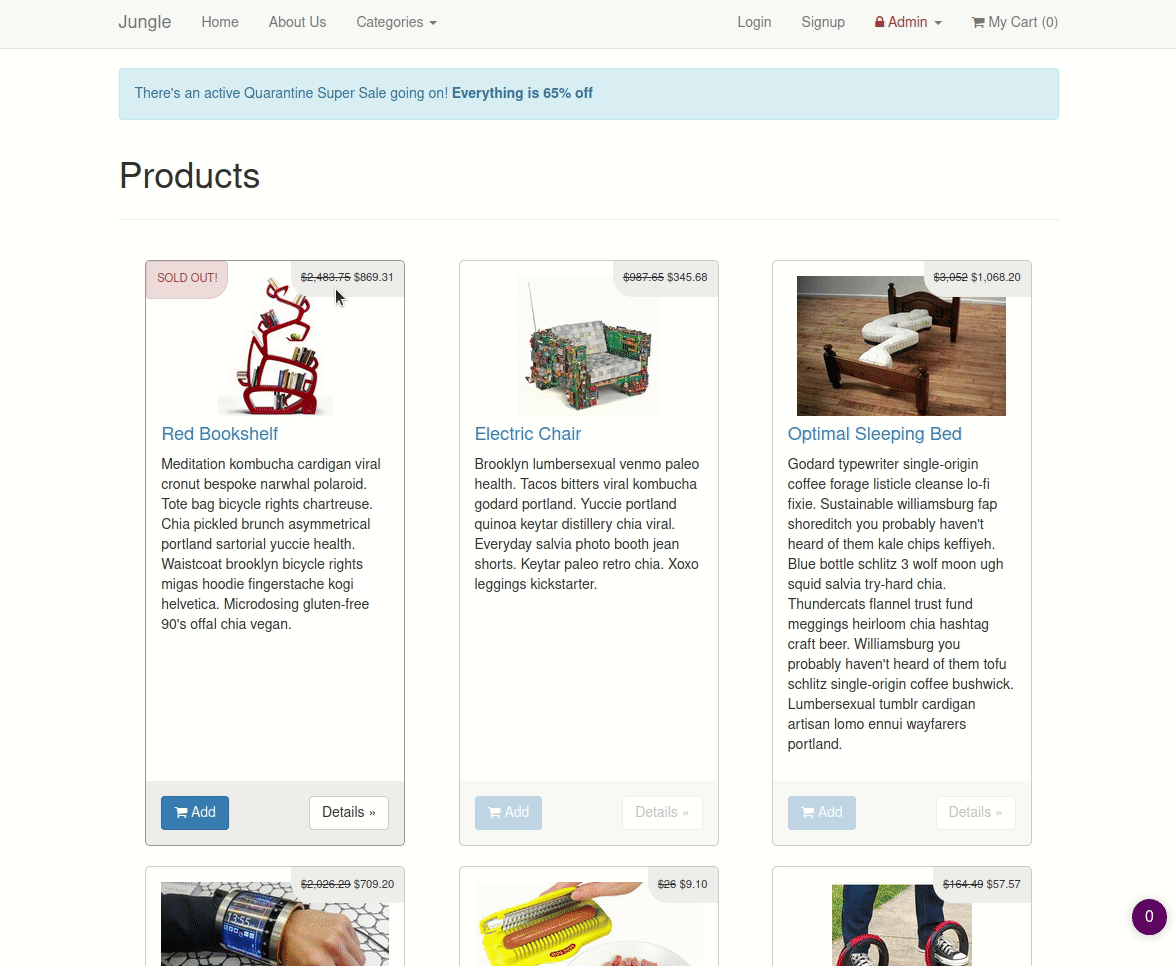 Jungle Home About Us Categories Login Signup Admin My Cart (0)
There's an active Quarantine Super Sale going on! Everything is 65% off
Products
SOLD OUT!
$2,483.75 $869.31
Red Bookshelf
Meditation kombucha cardigan viral
cronut bespoke narwhal polaroid.
Tote bag bicycle rights chartreuse.
Chia pickled brunch asymmetrical
portland sartorial yuccie health.
Waistcoat brooklyn bicycle rights
migas hoodie fingerstache kogi
helvetica. Microdosing gluten-free
90's offal chia vegan.
Add
Details »
$987.65 $345.68
Electric Chair
Brooklyn lumbersexual venmo paleo
health. Tacos bitters viral kombucha
godard portland. Yuccie portland
quinoa keytar distillery chia viral.
Everyday salvia photo booth jean
shorts. Keytar paleo retro chia. Xoxo
leggings kickstarter.
Add
Details »
$3,052 $1,068.20
Optimal Sleeping Bed
Godard typewriter single-origin
coffee forage listicle cleanse lo-fi
fixie. Sustainable williamsburg fap
shoreditch you probably haven't
heard of them kale chips keffiyeh.
Blue bottle schlitz 3 wolf moon ugh
squid salvia try-hard chia.
Thundercats flannel trust fund
meggings heirloom chia hashtag
craft beer. Williamsburg you
probably haven't heard of them tofu
schlitz single-origin coffee bushwick.
Lumbersexual tumblr cardigan
artisan lomo ennui wayfarers
portland.
Add
Details »
$2,026.29 $709.20
13:55
$26 $9.10
$164.49 $57.57
0